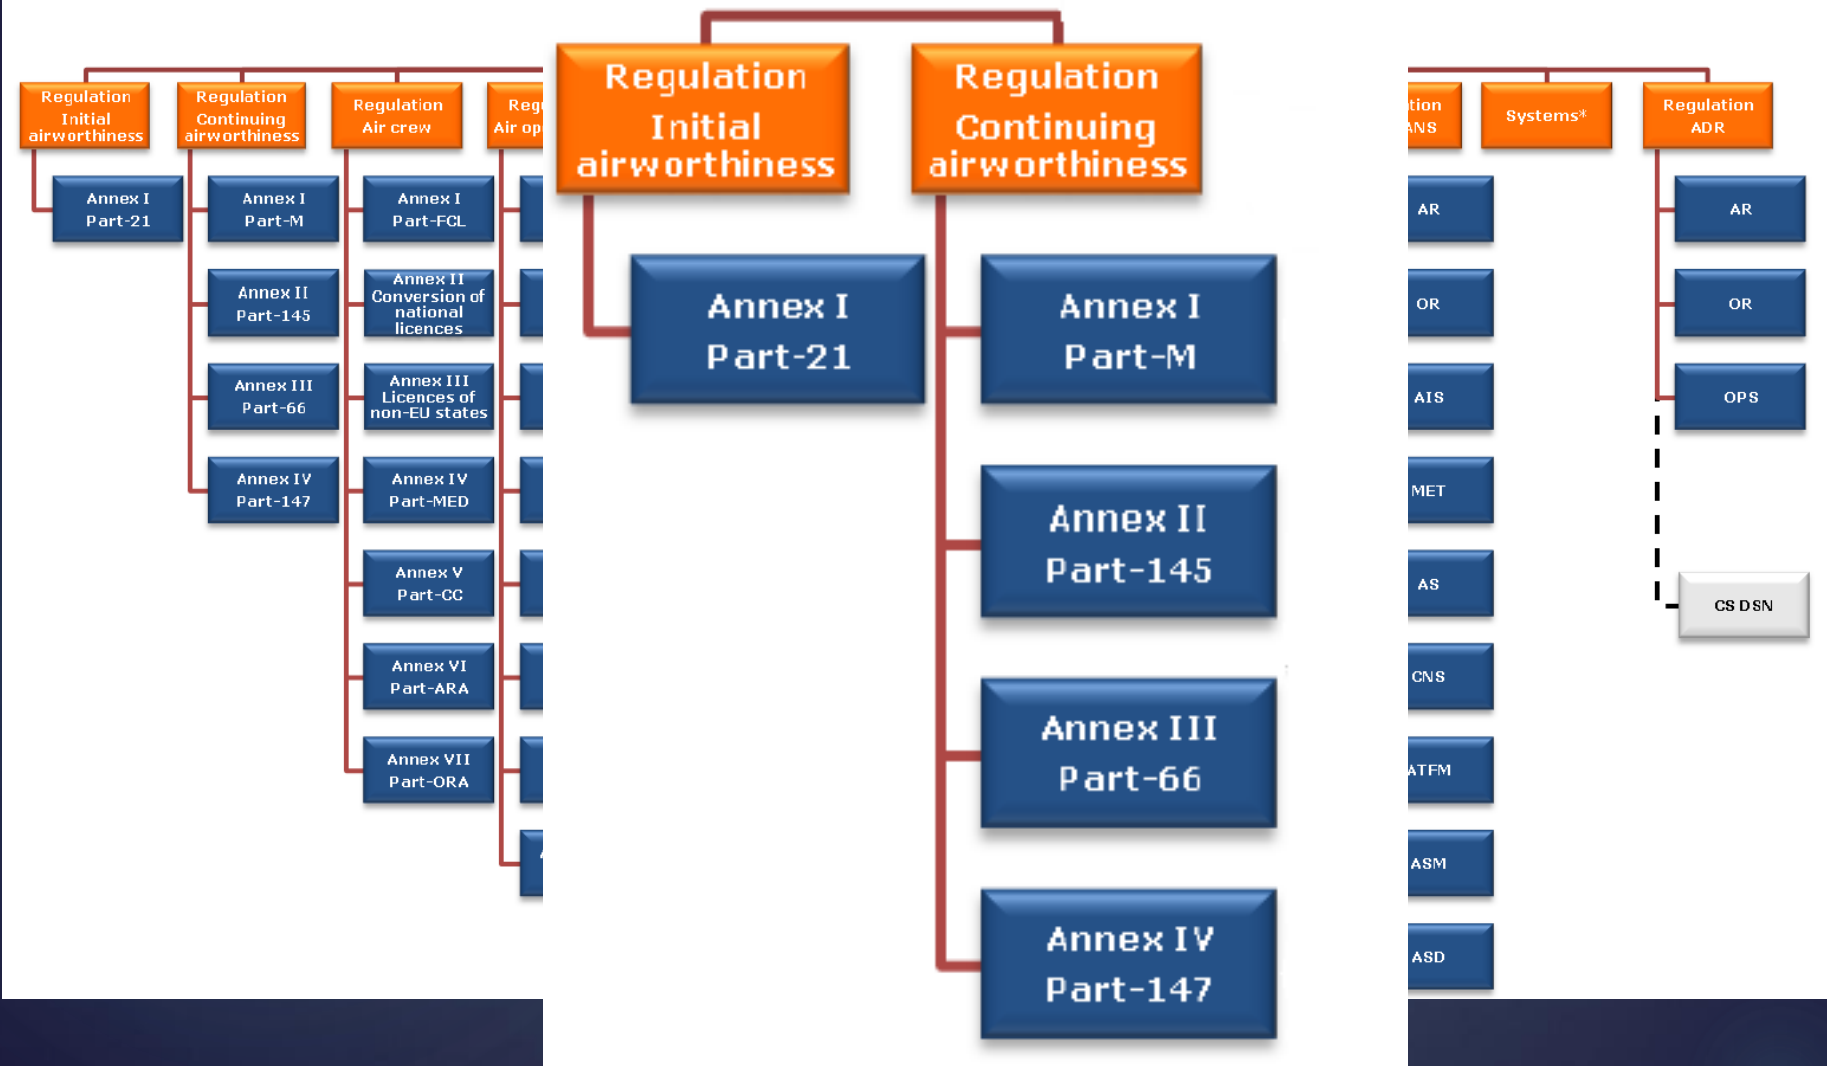 Regulation
Initial
airworthiness
Annex I
Part-21
Regulation
Continuing
airworthiness
Annex I
Part-M
Annex II
Part-145
Annex III
Part-66
Annex IV
Part-147
Regulation
Air crew
Annex I
Part-FCL
Annex II
Conversion of
national
licences
Annex III
Licences of
non-EU states
Annex IV
Part-MED
Annex V
Part-CC
Annex VI
Part-ARA
Annex VII
Part-ORA
Air
Regulation
Initial
airworthiness
Annex I
Part-21
Regulation
Continuing
airworthiness
Annex I
Part-M
Annex II
Part-145
Annex III
Part-66
Annex IV
Part-147
AR
OR
AIS
MET
AS
CNS
ATFM
ASM
ASD
Systems*
Regulation
ADR
AR
OR
OPS
CS DSN